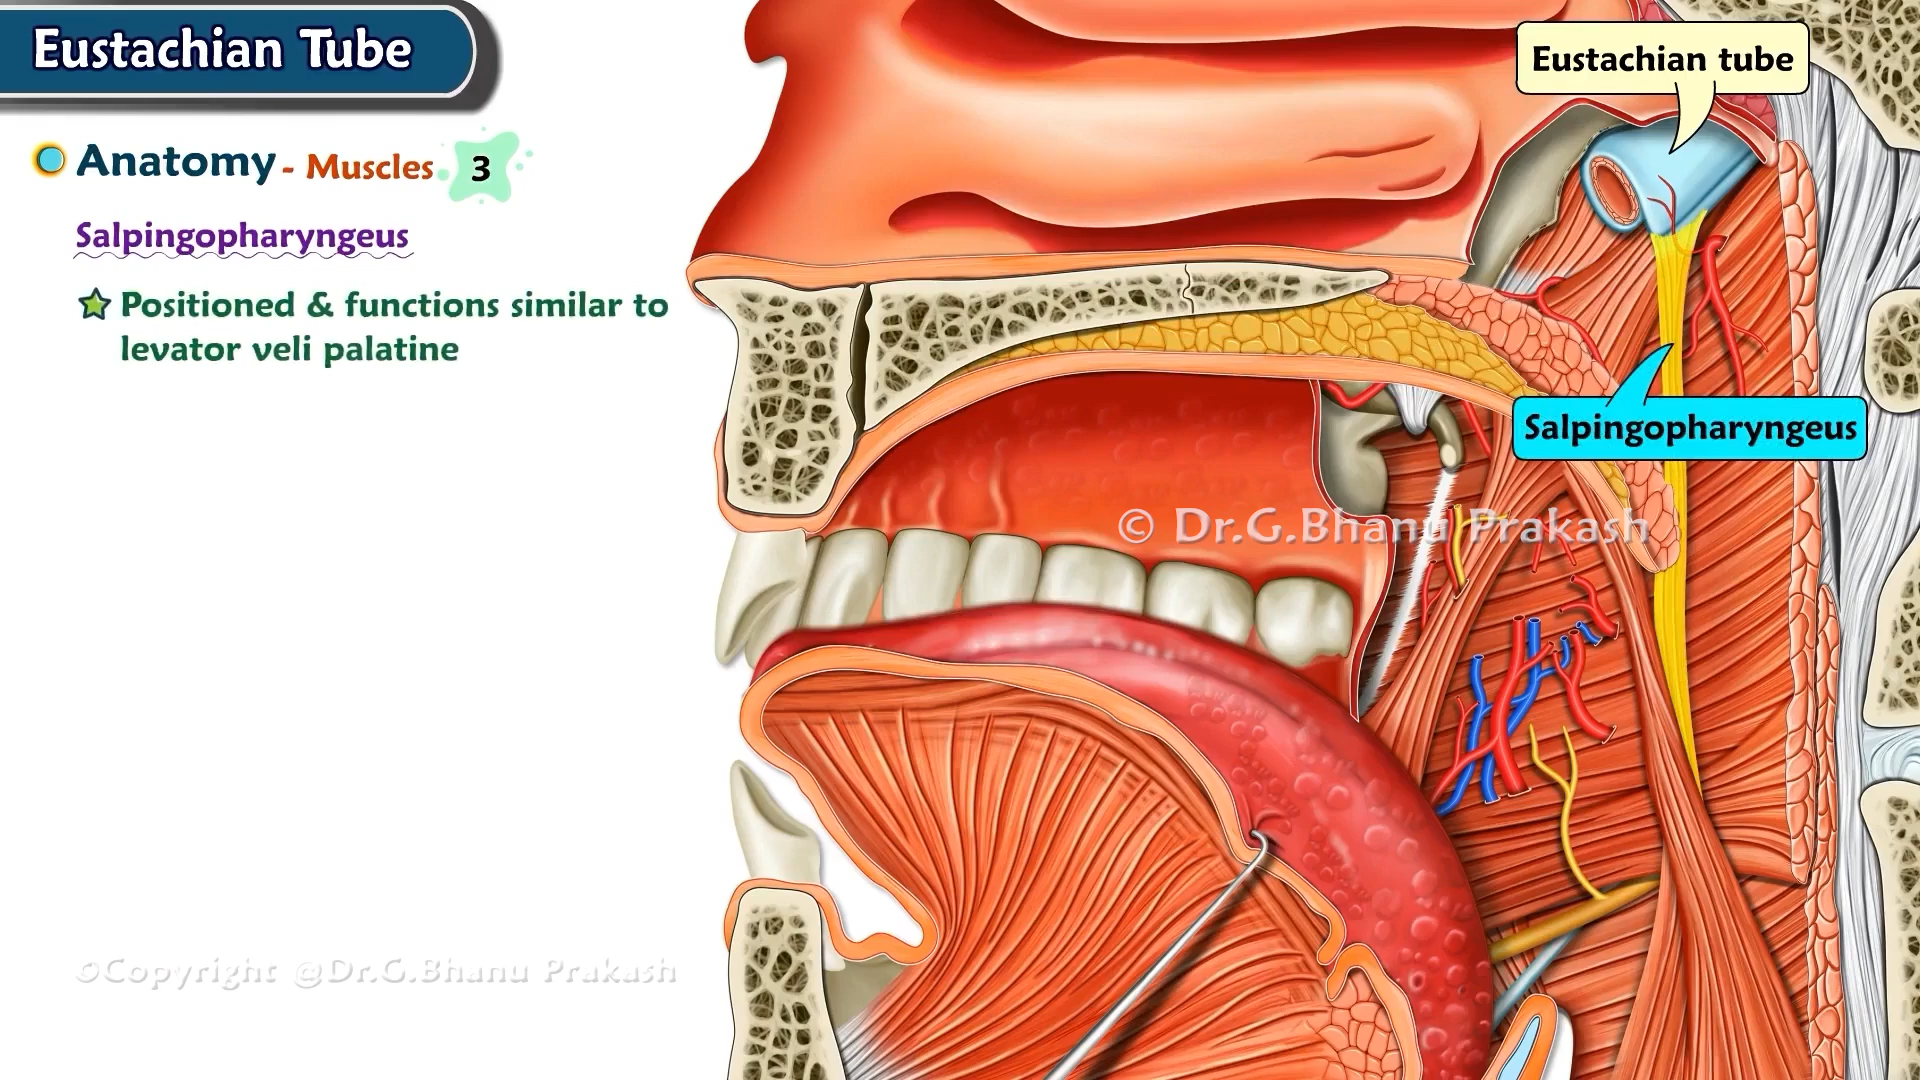 Eustachian Tube
Anatomy - Muscles 3
Salpingopharyngeus
Positioned & functions similar to
levator veli palatine
Eustachian tube
Salpingopharyngeus
© Dr.G.Bhanu Prakash
©Copyright @Dr.G.Bhanu Prakash